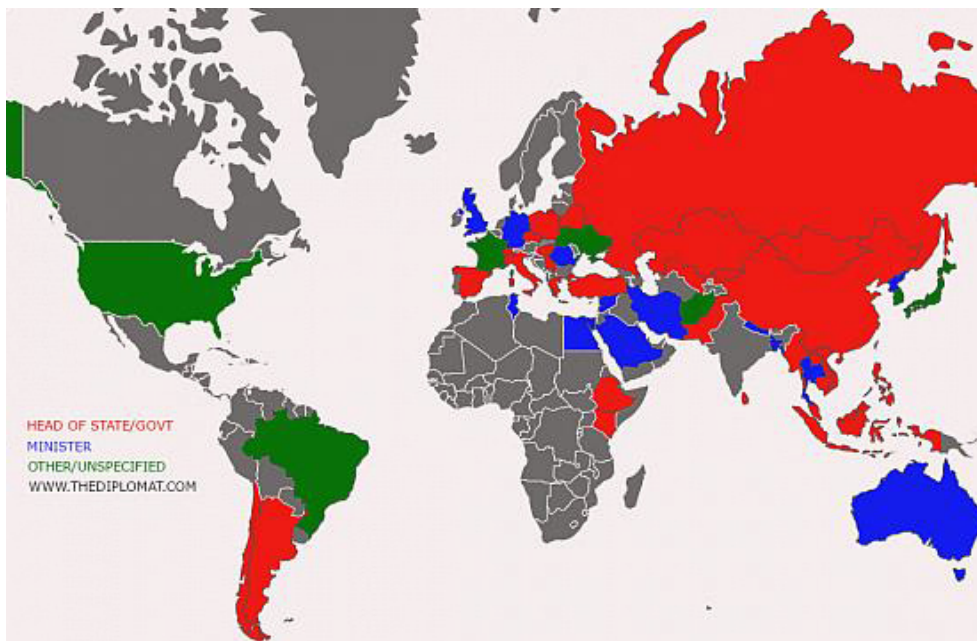 HEAD OF STATE/GOVT
MINISTER
OTHER/UNSPECIFIED
WWW.THEDIPLOMAT.COM